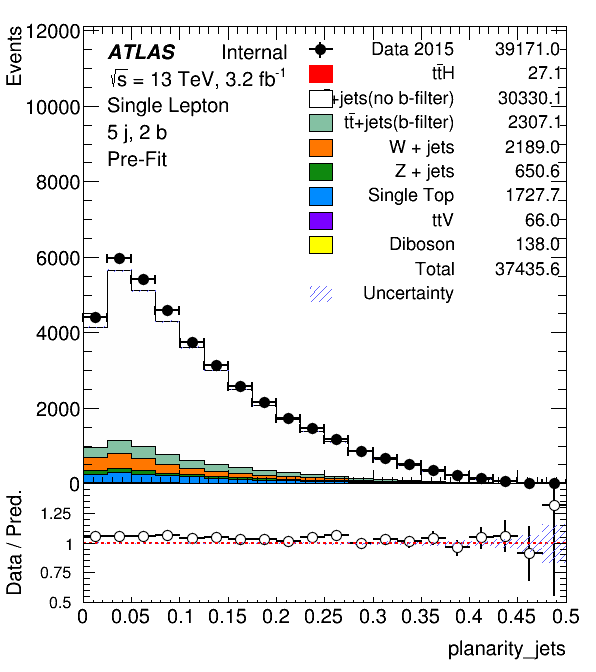 Events
12000
10000
8000
6000
4000
2000
0
ATLAS Internal
√s = 13 TeV, 3.2 fb⁻¹
Single Lepton
5 j, 2 b
Pre-Fit
Data 2015 39171.0
tt̄H 27.1
+jets(no b-filter) 30330.1
tt̄+jets(b-filter) 2307.1
W + jets 2189.0
Z + jets 650.6
Single Top 1727.7
ttV 66.0
Diboson 138.0
Total 37435.6
Uncertainty
Data / Pred.
1.25
1
0.75
0.5
0 0.05 0.1 0.15 0.2 0.25 0.3 0.35 0.4 0.45 0.5
planarity_jets